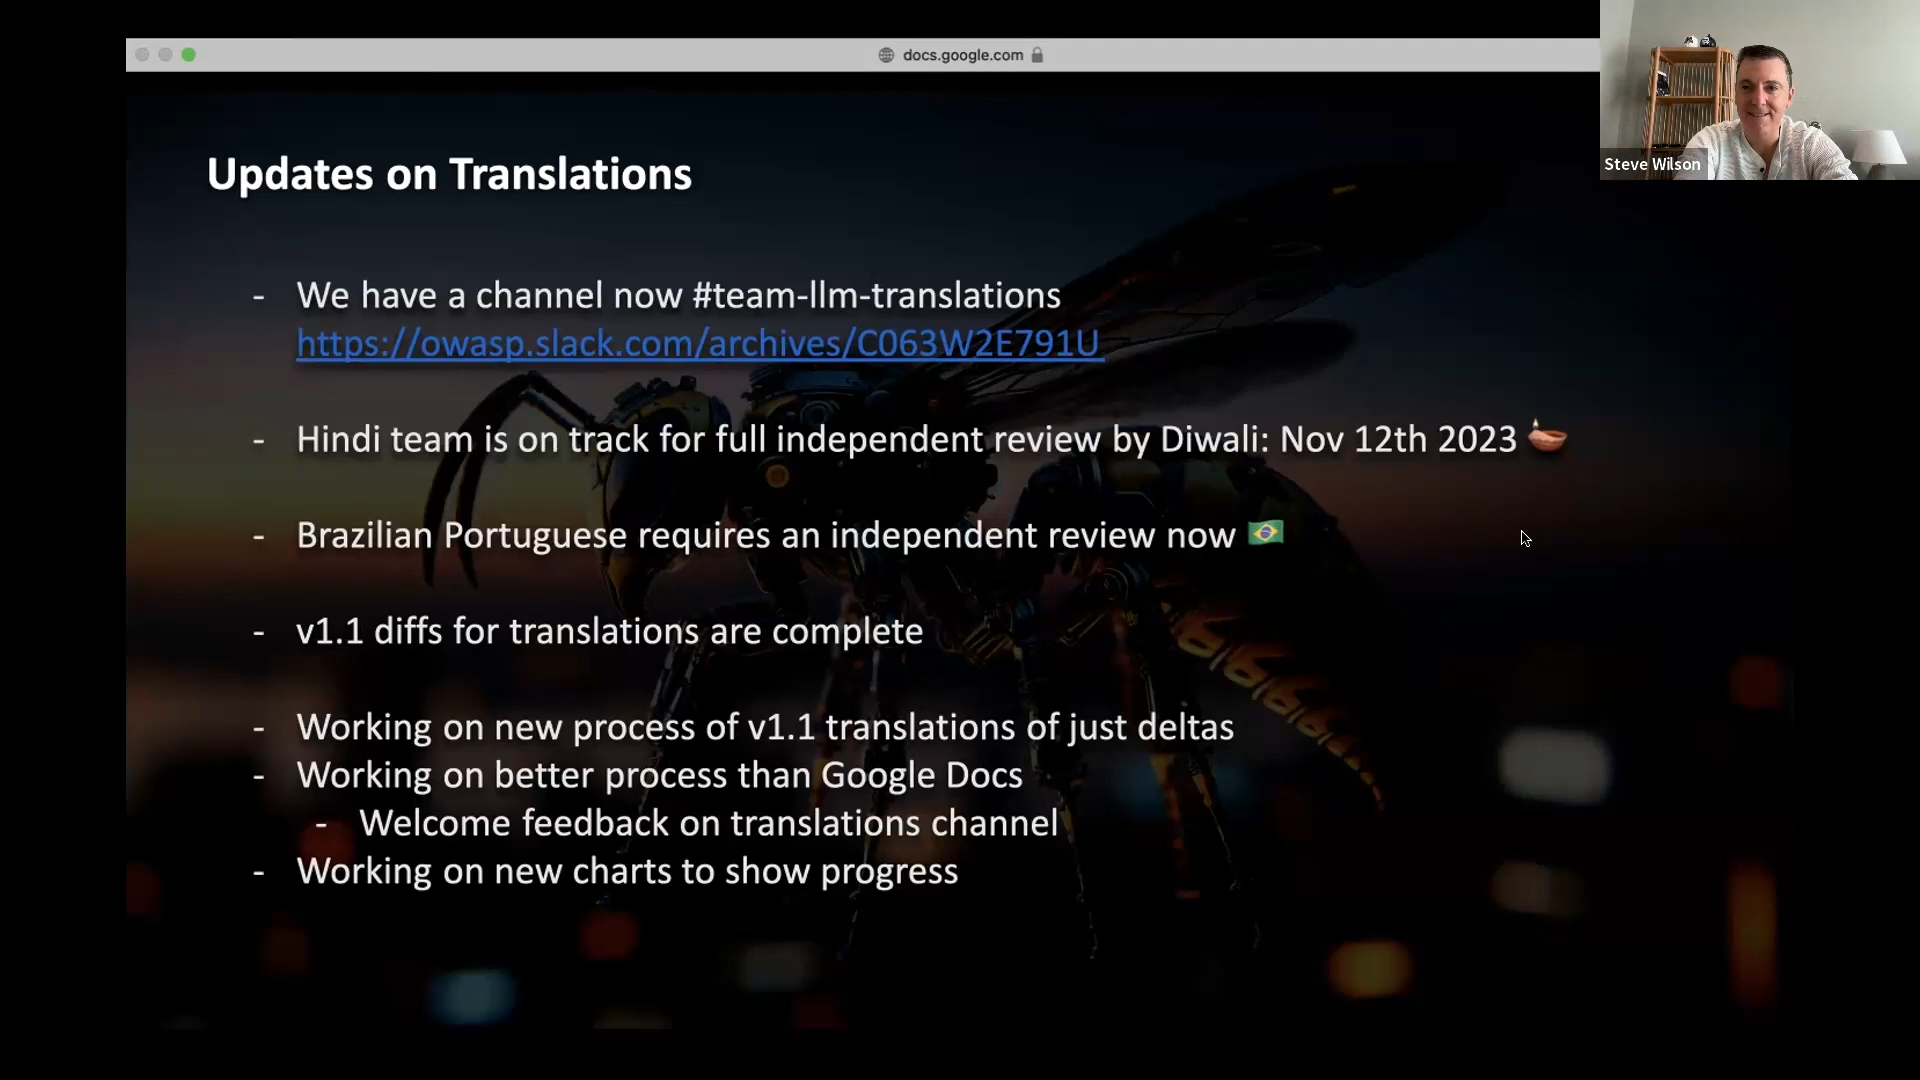 docs.google.com
Steve Wilson
Updates on Translations
- We have a channel now #team-llm-translations
https://owasp.slack.com/archives/C063W2E791U
- Hindi team is on track for full independent review by Diwali: Nov 12th 2023 🪔
- Brazilian Portuguese requires an independent review now 🇧🇷
- v1.1 diffs for translations are complete
- Working on new process of v1.1 translations of just deltas
- Working on better process than Google Docs
- Welcome feedback on translations channel
- Working on new charts to show progress